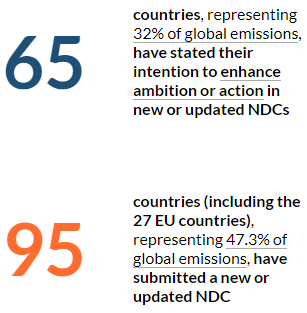 65
countries, representing
32% of global emissions,
have stated their
intention to enhance
ambition or action in
new or updated NDCs
95
countries (including the
27 EU countries),
representing 47.3% of
global emissions, have
submitted a new or
updated NDC